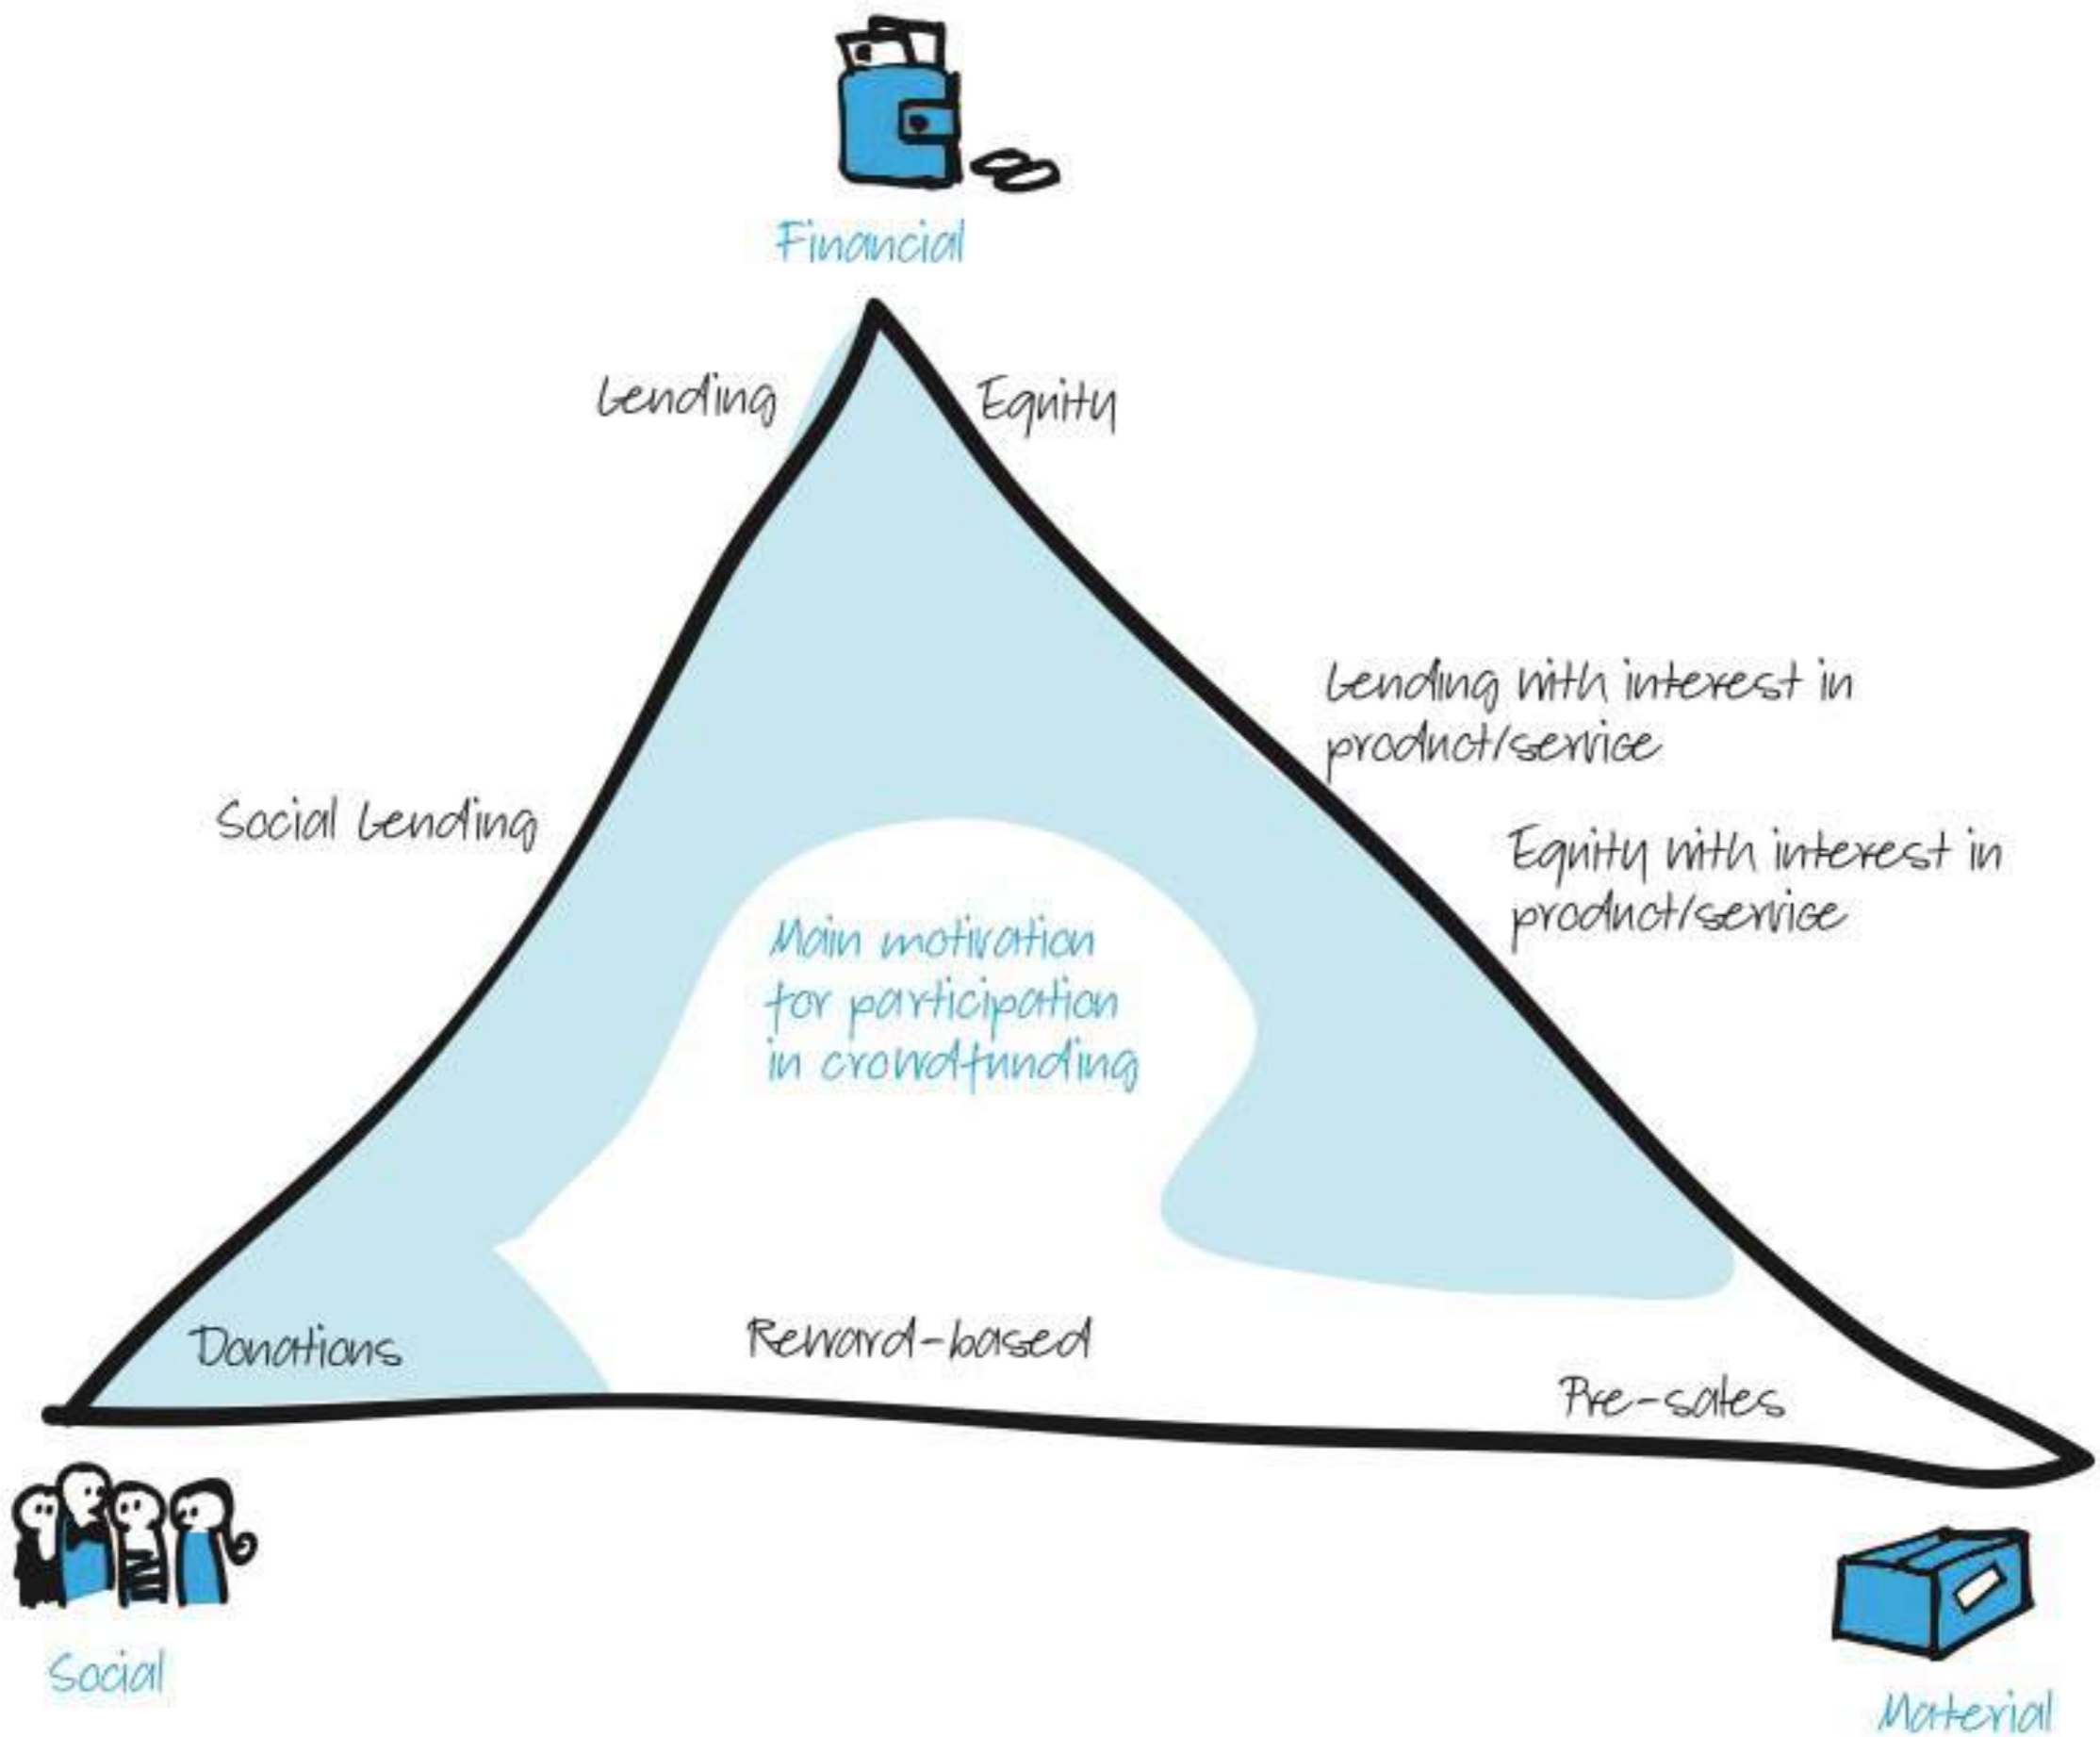 Financial
Lending
Equity
Lending with interest in
product/service
Social Lending
Equity with interest in
product/service
Main motivation
for participation
in crowdfunding
Donations
Reward-based
Pre-sales
Social
Material